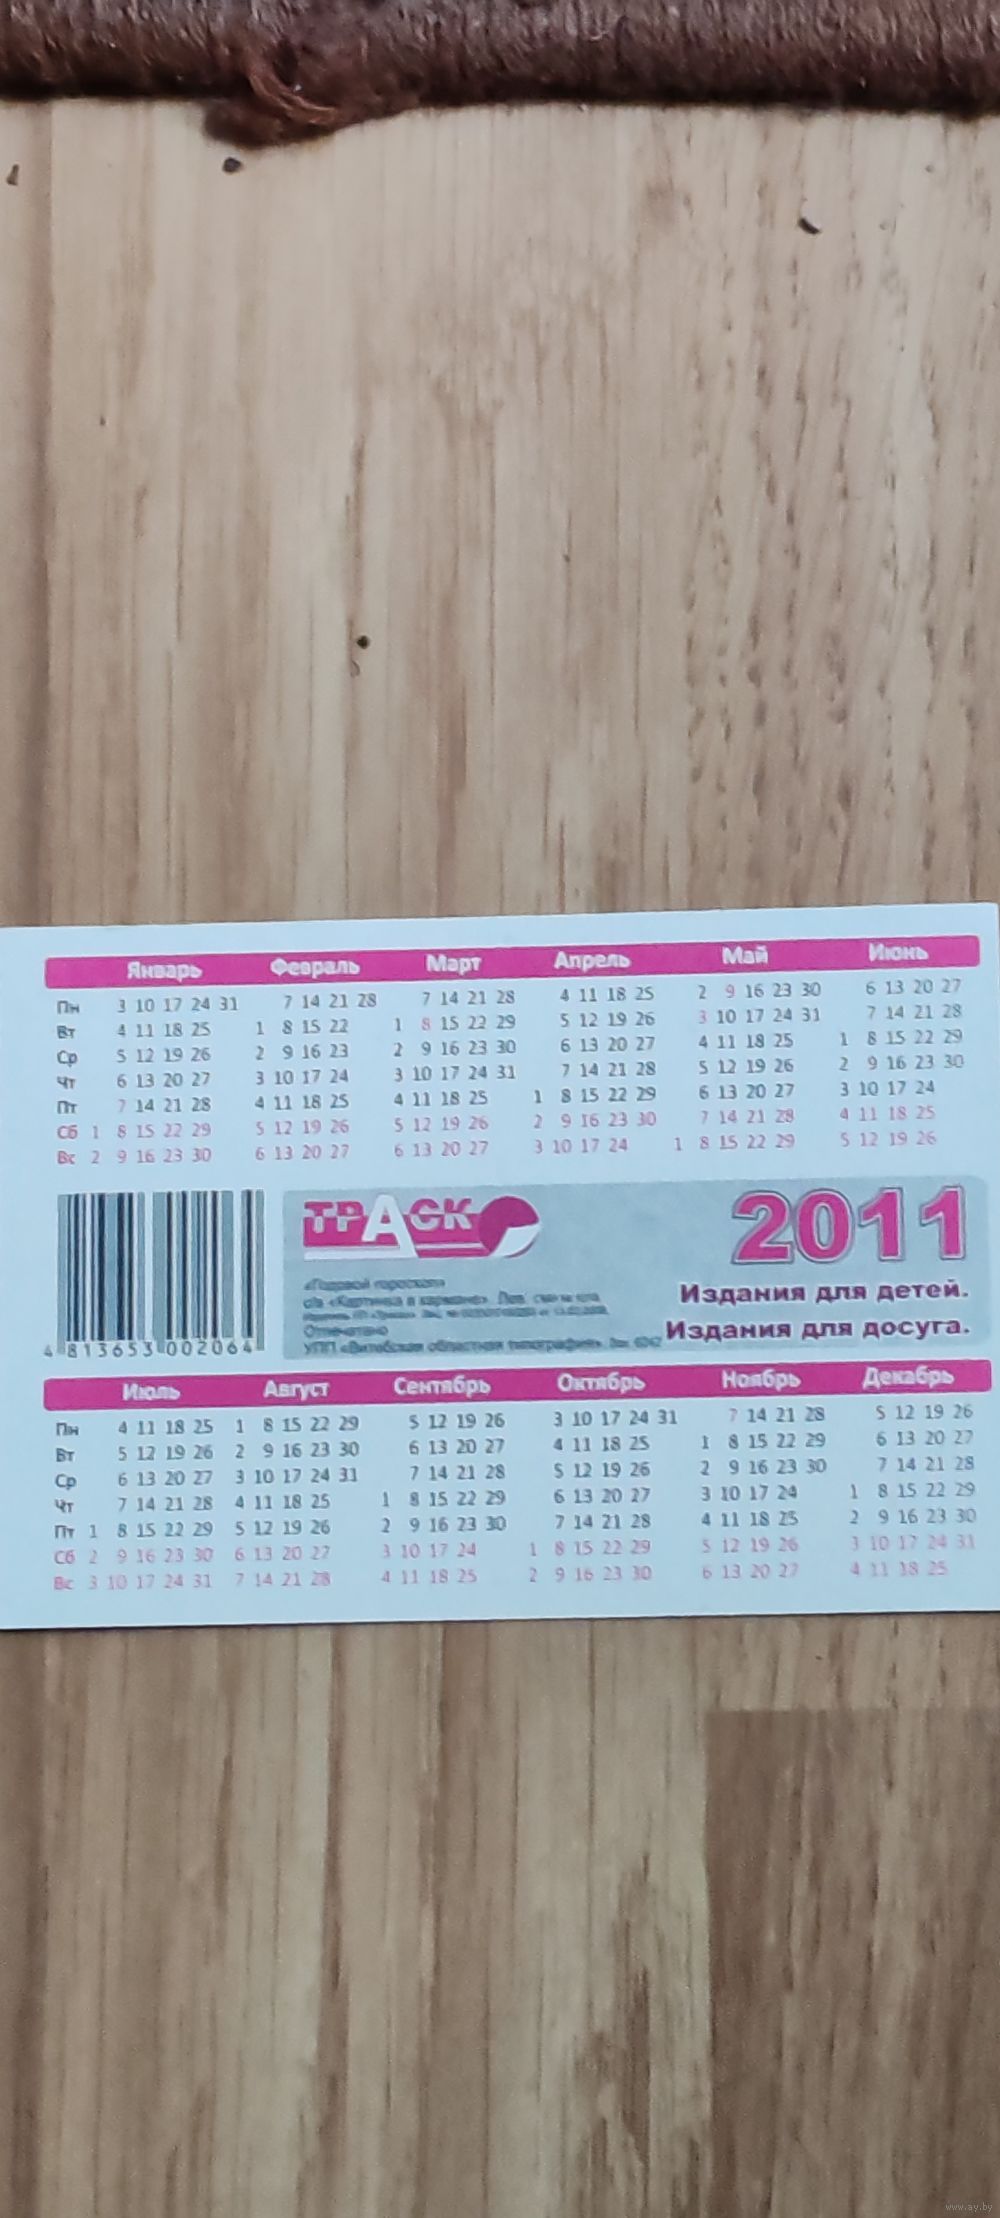 Январь Февраль Март Апрель Май Июнь
Пн 3 10 17 24 31 7 14 21 28 7 14 21 28 4 11 18 25 2 9 16 23 30 6 13 20 27
Вт 4 11 18 25 1 8 15 22 1 8 15 22 29 5 12 19 26 3 10 17 24 31 7 14 21 28
Ср 5 12 19 26 2 9 16 23 2 9 16 23 30 6 13 20 27 4 11 18 25 1 8 15 22 29
Чт 6 13 20 27 3 10 17 24 3 10 17 24 31 7 14 21 28 5 12 19 26 2 9 16 23 30
Пт 7 14 21 28 4 11 18 25 4 11 18 25 1 8 15 22 29 6 13 20 27 3 10 17 24
Сб 1 8 15 22 29 5 12 19 26 5 12 19 26 2 9 16 23 30 7 14 21 28 4 11 18 25
Вс 2 9 16 23 30 6 13 20 27 6 13 20 27 3 10 17 24 1 8 15 22 29 5 12 19 26
4 813653 002064
ТРАСК
2011
«Годовой гороскоп»
с/в «Картинка в кармане».
Отпечатано
УПП «Витебская областная типография».
Издания для детей.
Издания для досуга.
Июль Август Сентябрь Октябрь Ноябрь Декабрь
Пн 4 11 18 25 1 8 15 22 29 5 12 19 26 3 10 17 24 31 7 14 21 28 5 12 19 26
Вт 5 12 19 26 2 9 16 23 30 6 13 20 27 4 11 18 25 1 8 15 22 29 6 13 20 27
Ср 6 13 20 27 3 10 17 24 31 7 14 21 28 5 12 19 26 2 9 16 23 30 7 14 21 28
Чт 7 14 21 28 4 11 18 25 1 8 15 22 29 6 13 20 27 3 10 17 24 1 8 15 22 29
Пт 1 8 15 22 29 5 12 19 26 2 9 16 23 30 7 14 21 28 4 11 18 25 2 9 16 23 30
Сб 2 9 16 23 30 6 13 20 27 3 10 17 24 1 8 15 22 29 5 12 19 26 3 10 17 24 31
Вс 3 10 17 24 31 7 14 21 28 4 11 18 25 2 9 16 23 30 6 13 20 27 4 11 18 25
www.ay.by